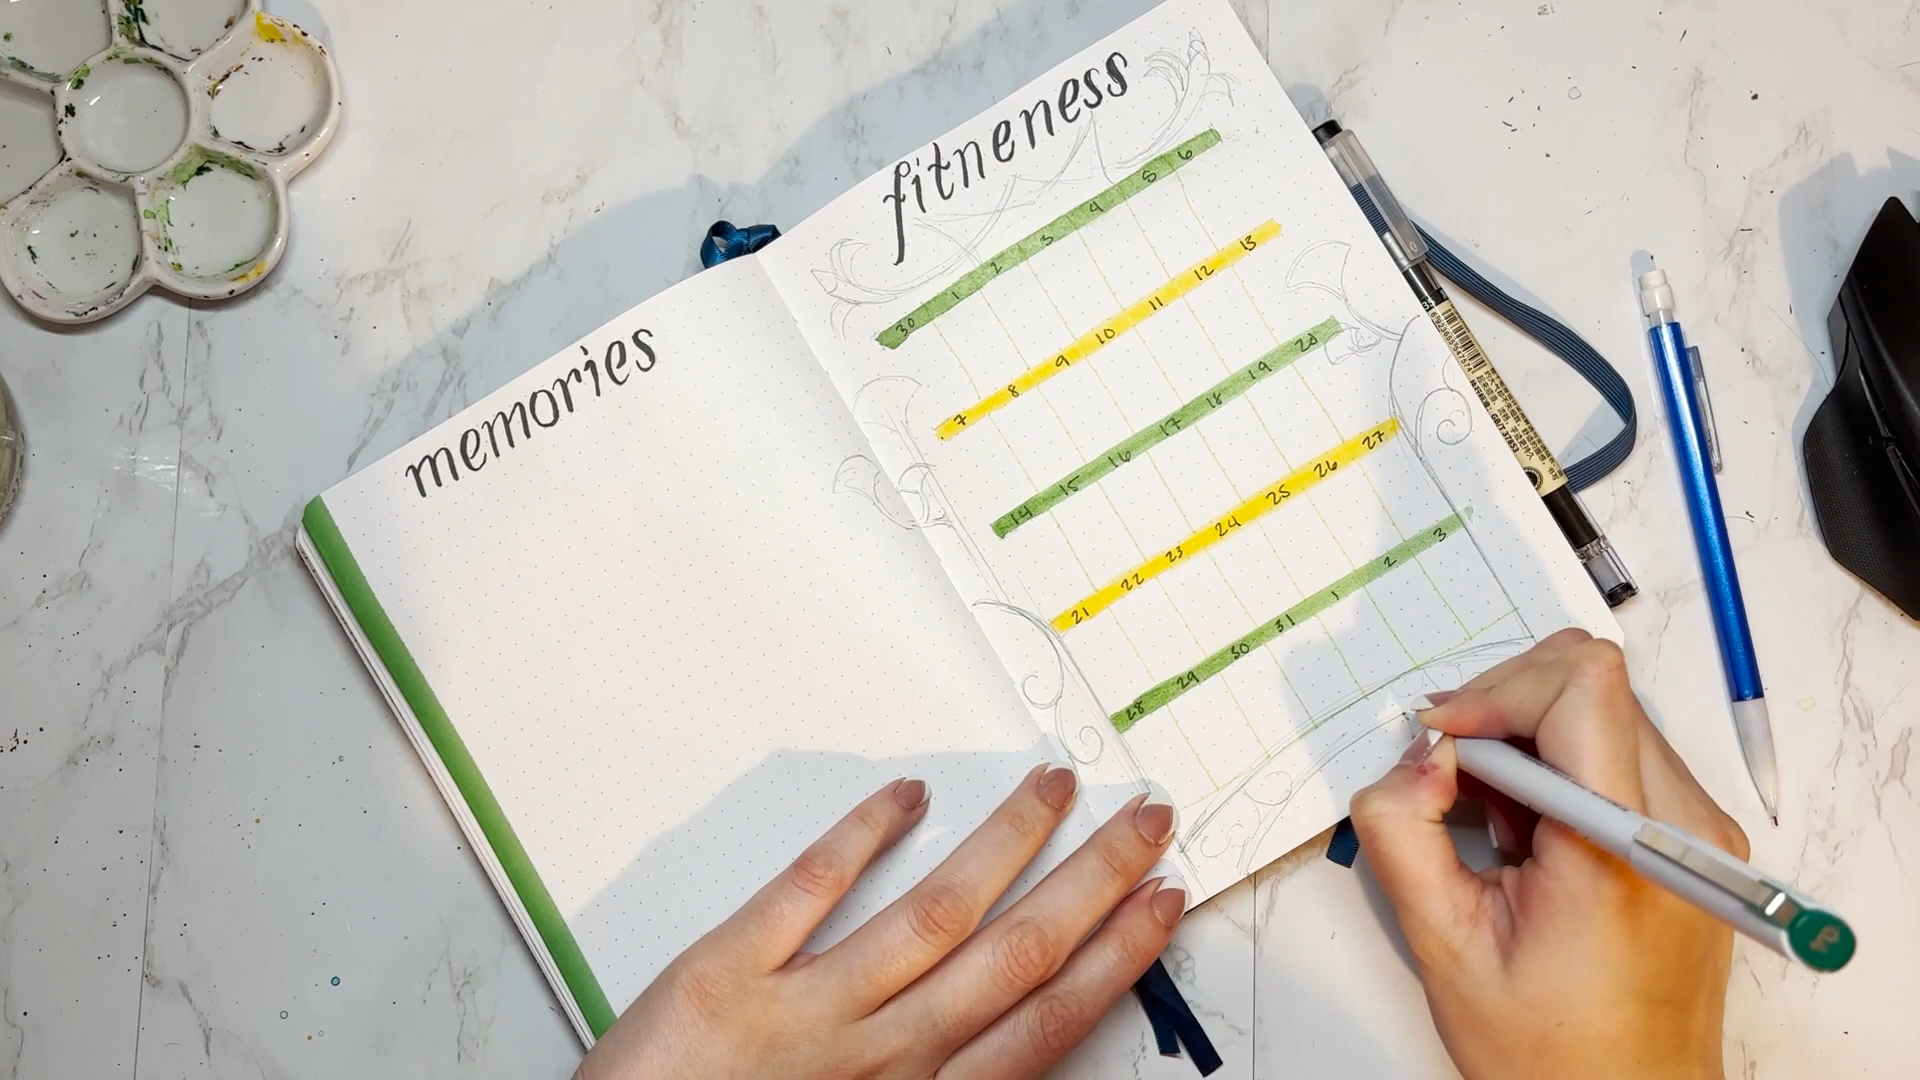 memories
fitneness
30 1 2 3 4 5 6
7 8 9 10 11 12 13
14 15 16 17 18 19 20
21 22 23 24 25 26 27
28 29 30 31 1 2 3
04